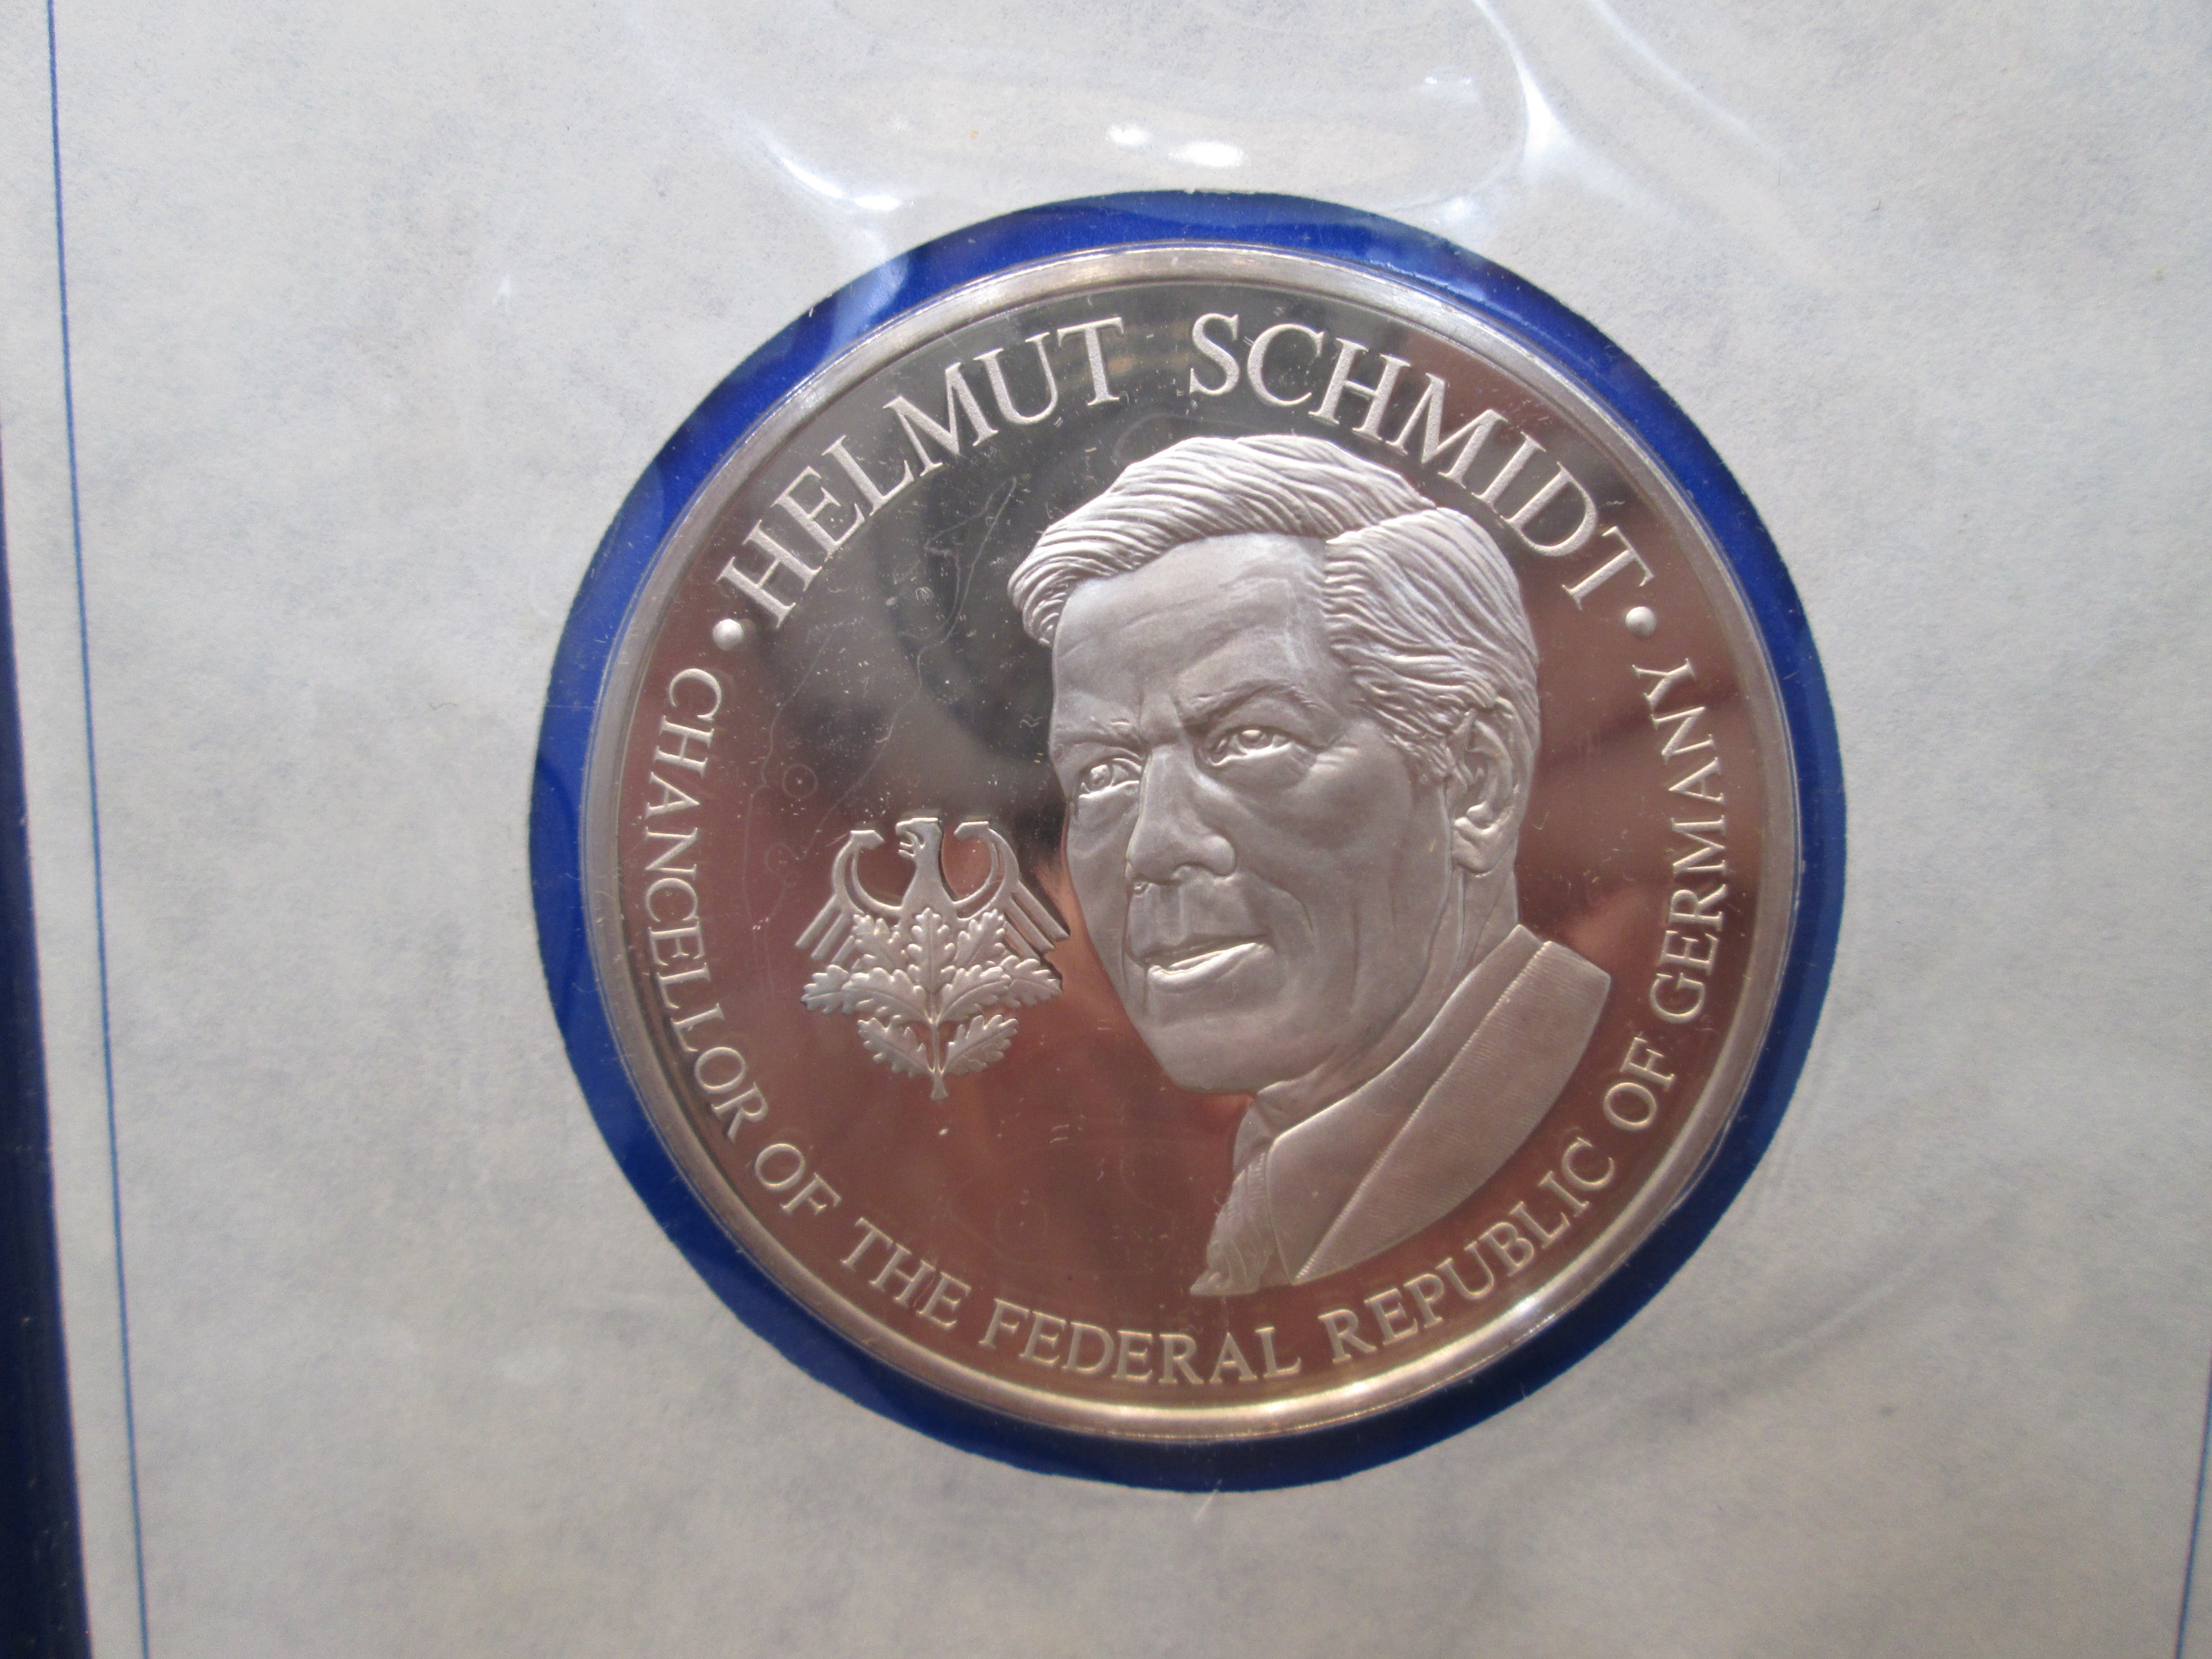 • HELMUT SCHMIDT •
CHANCELLOR OF THE FEDERAL REPUBLIC OF GERMANY